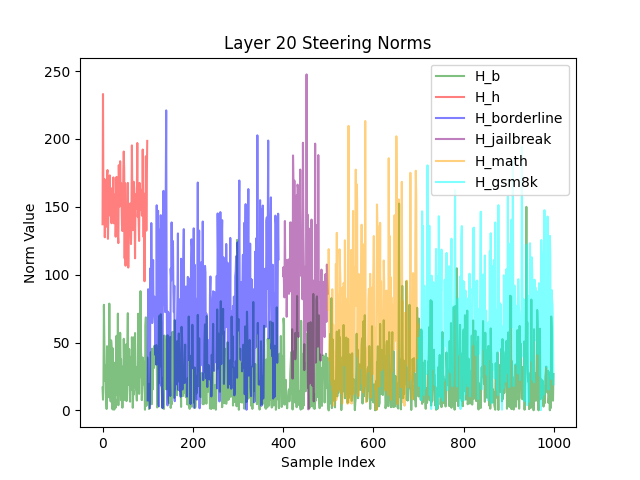 Layer 20 Steering Norms
250
200
150
100
50
0
Norm Value
0
200
400
600
800
1000
Sample Index
H_b
H_h
H_borderline
H_jailbreak
H_math
H_gsm8k